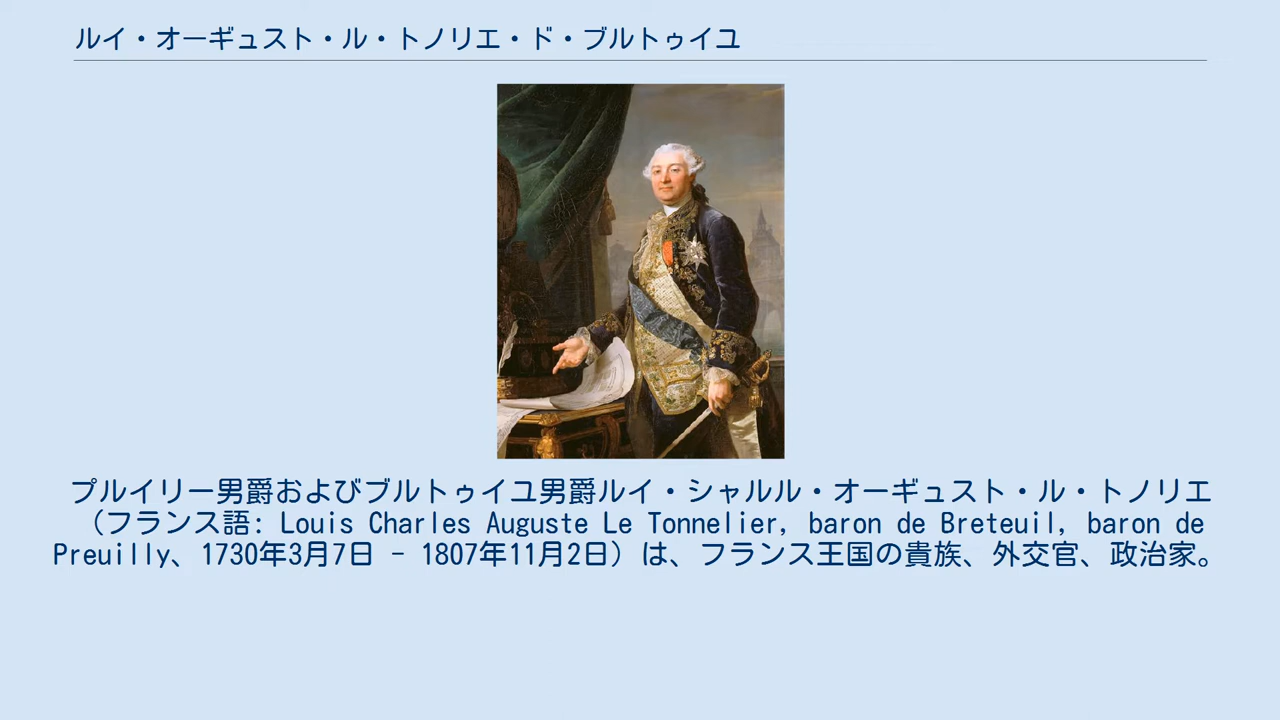 ルイ・オーギュスト・ル・トノリエ・ド・ブルトゥイユ
プルイリー男爵およびブルトゥイユ男爵ルイ・シャルル・オーギュスト・ル・トノリエ
（フランス語: Louis Charles Auguste Le Tonnelier, baron de Breteuil, baron de
Preuilly、1730年3月7日 - 1807年11月2日）は、フランス王国の貴族、外交官、政治家。